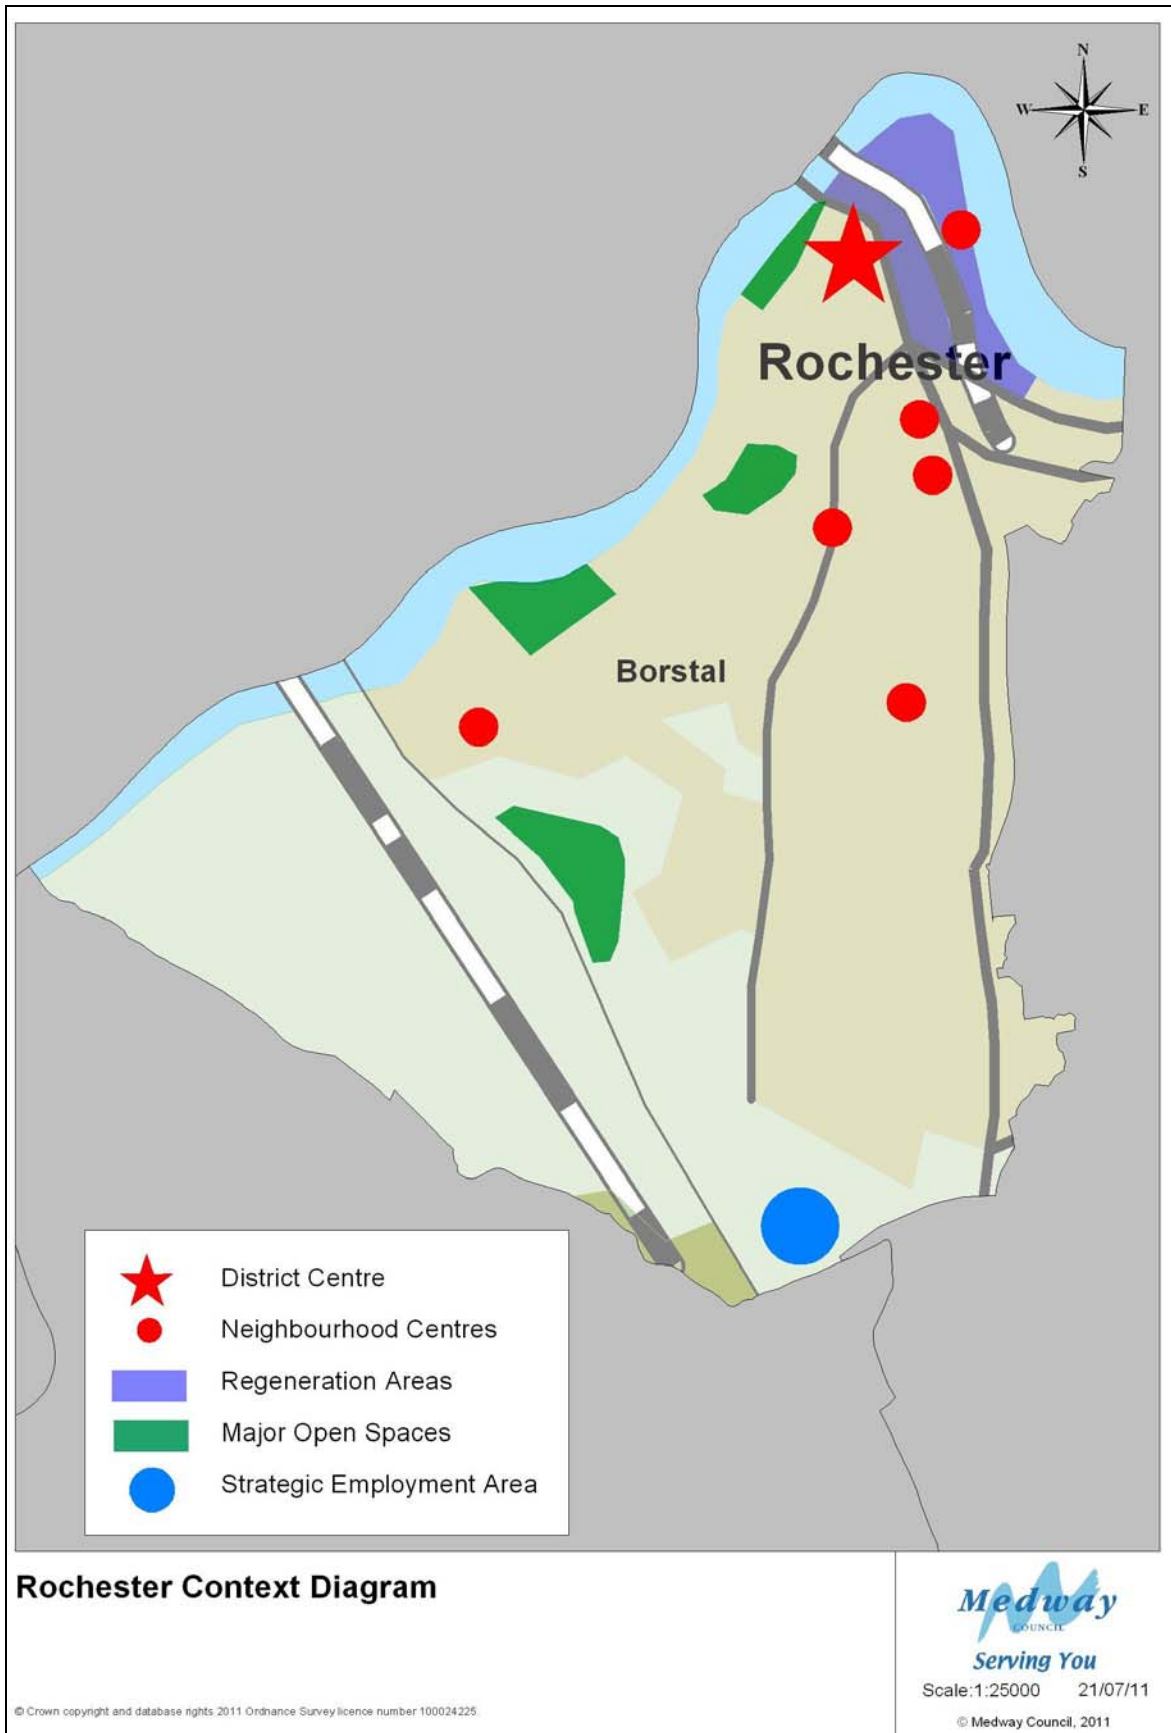 N
W E
S
Rochester
Borstal
District Centre
Neighbourhood Centres
Regeneration Areas
Major Open Spaces
Strategic Employment Area
Rochester Context Diagram
Medway
COUNCIL
Serving You
Scale:1:25000 21/07/11
© Crown copyright and database rights 2011 Ordnance Survey licence number 100024225
© Medway Council, 2011